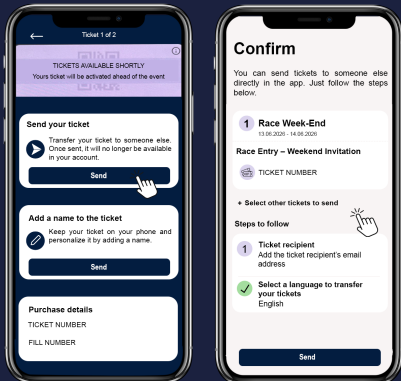 Ticket 1 of 2
TICKETS AVAILABLE SHORTLY
Yours ticket will be activated ahead of the event
Send your ticket
Transfer your ticket to someone else.
Once sent, it will no longer be available
in your account.
Send
Add a name to the ticket
Keep your ticket on your phone and
personalize it by adding a name.
Send
Purchase details
TICKET NUMBER
FILL NUMBER
Confirm
You can send tickets to someone else
directly in the app. Just follow the steps
below.
1 Race Week-End
13.06.2026 - 14.06.2026
Race Entry – Weekend Invitation
TICKET NUMBER
+ Select other tickets to send
Steps to follow
1 Ticket recipient
Add the ticket recipient's email
address
Select a language to transfer
your tickets
English
Send